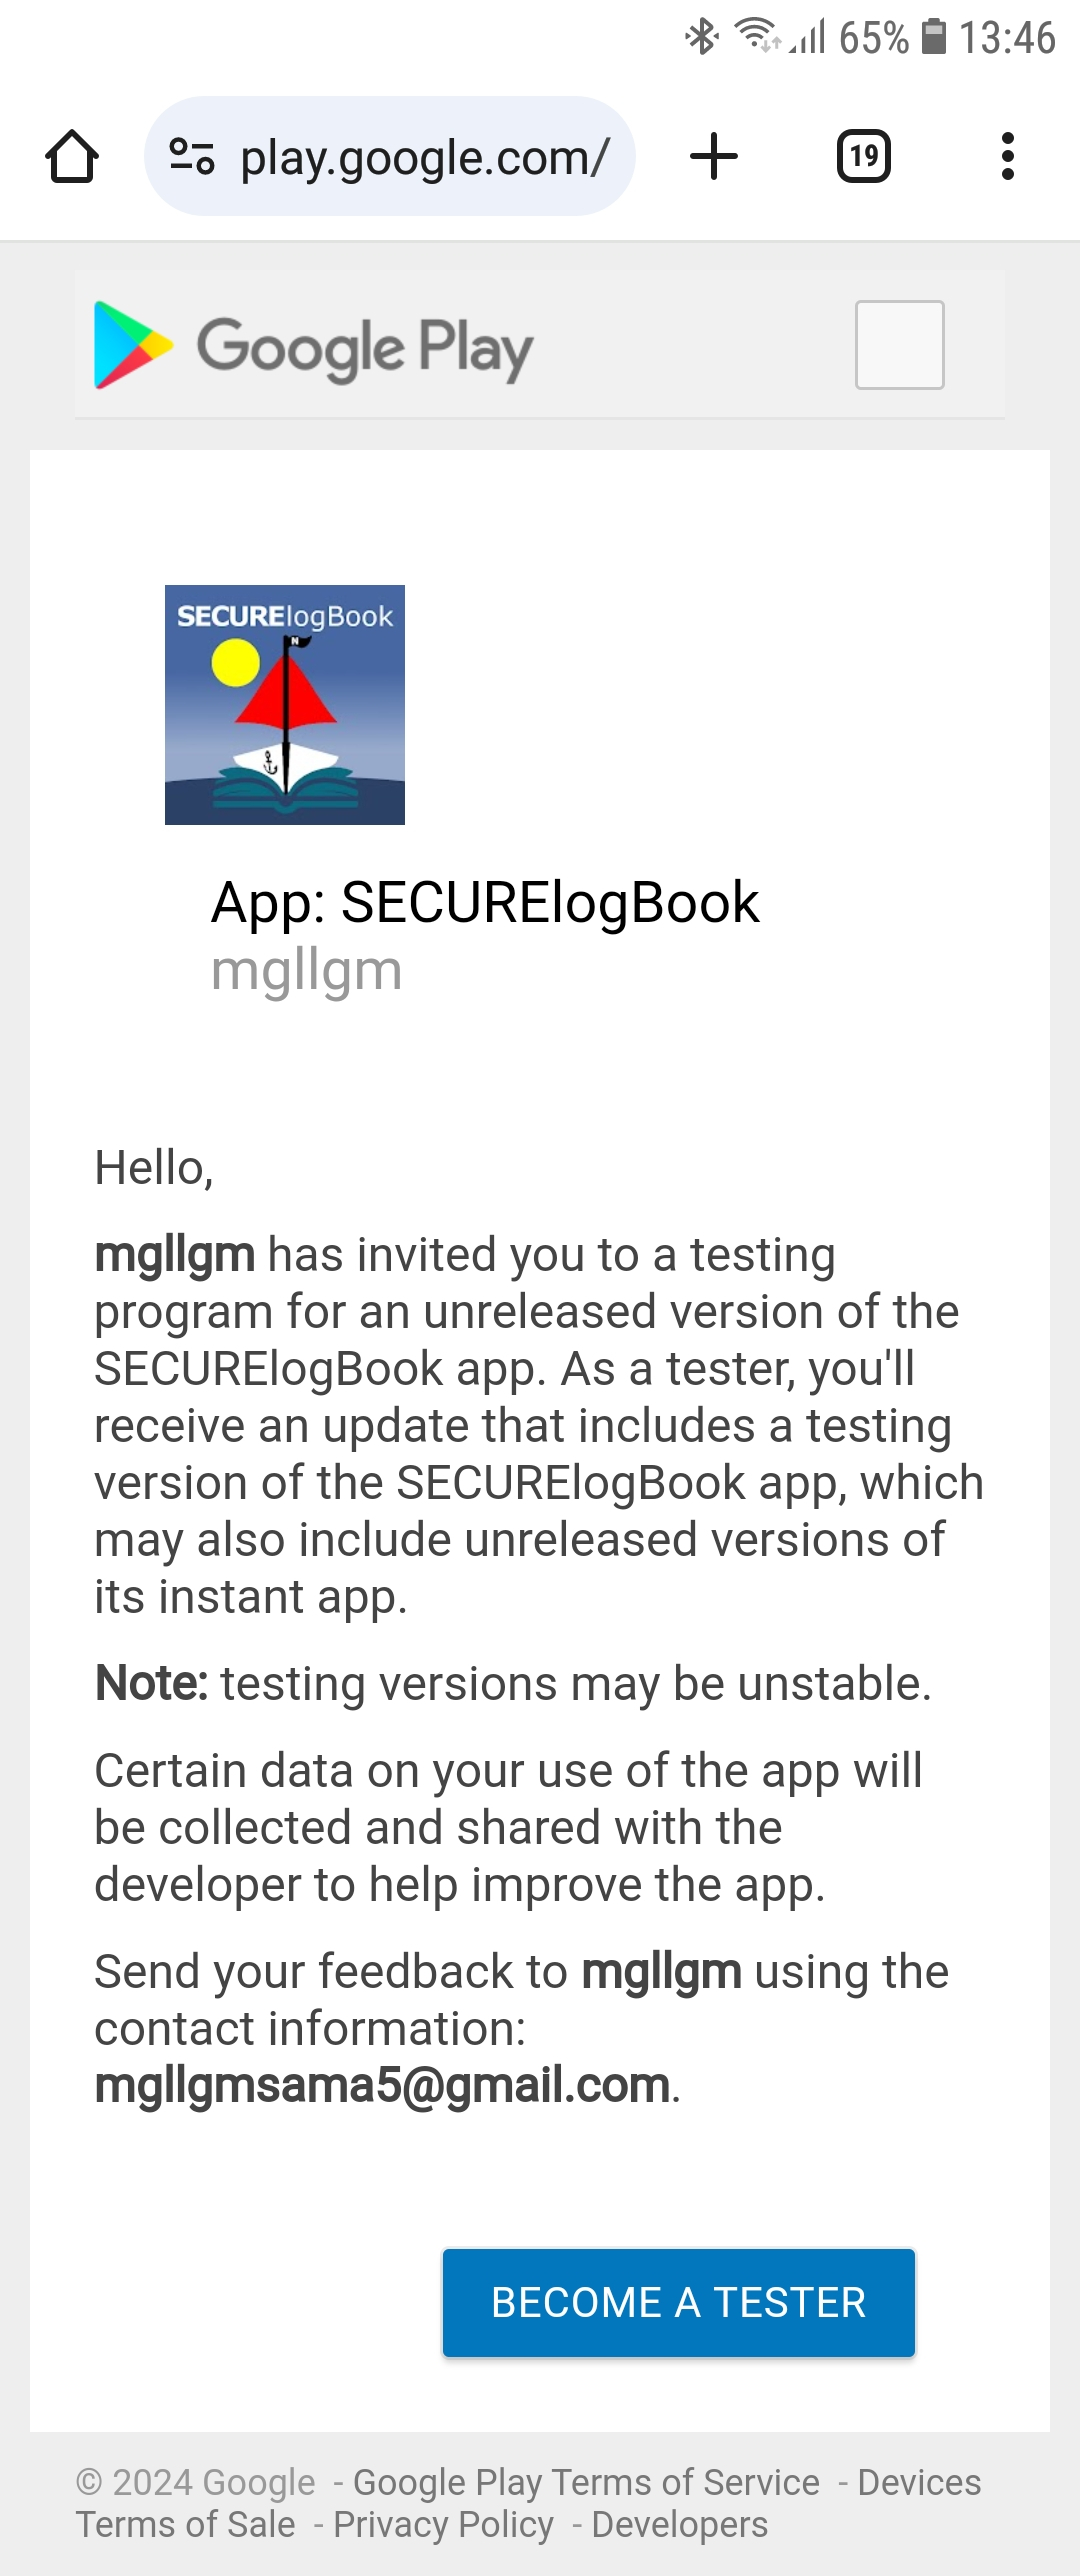 65% 13:46
play.google.com/
19
Google Play
SECURElogBook
N
App: SECURElogBook
mgllgm
Hello,
mgllgm has invited you to a testing
program for an unreleased version of the
SECURElogBook app. As a tester, you'll
receive an update that includes a testing
version of the SECURElogBook app, which
may also include unreleased versions of
its instant app.
Note: testing versions may be unstable.
Certain data on your use of the app will
be collected and shared with the
developer to help improve the app.
Send your feedback to mgllgm using the
contact information:
mgllgmsama5@gmail.com.
BECOME A TESTER
© 2024 Google - Google Play Terms of Service - Devices
Terms of Sale - Privacy Policy - Developers